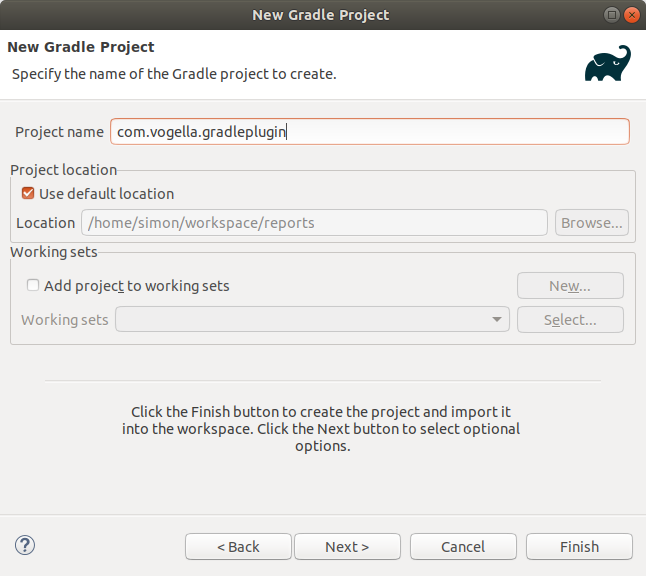 New Gradle Project
New Gradle Project
Specify the name of the Gradle project to create.
Project name com.vogella.gradleplugin
Project location
Use default location
Location /home/simon/workspace/reports Browse...
Working sets
Add project to working sets New...
Working sets Select...
Click the Finish button to create the project and import it
into the workspace. Click the Next button to select optional
options.
? < Back Next > Cancel Finish